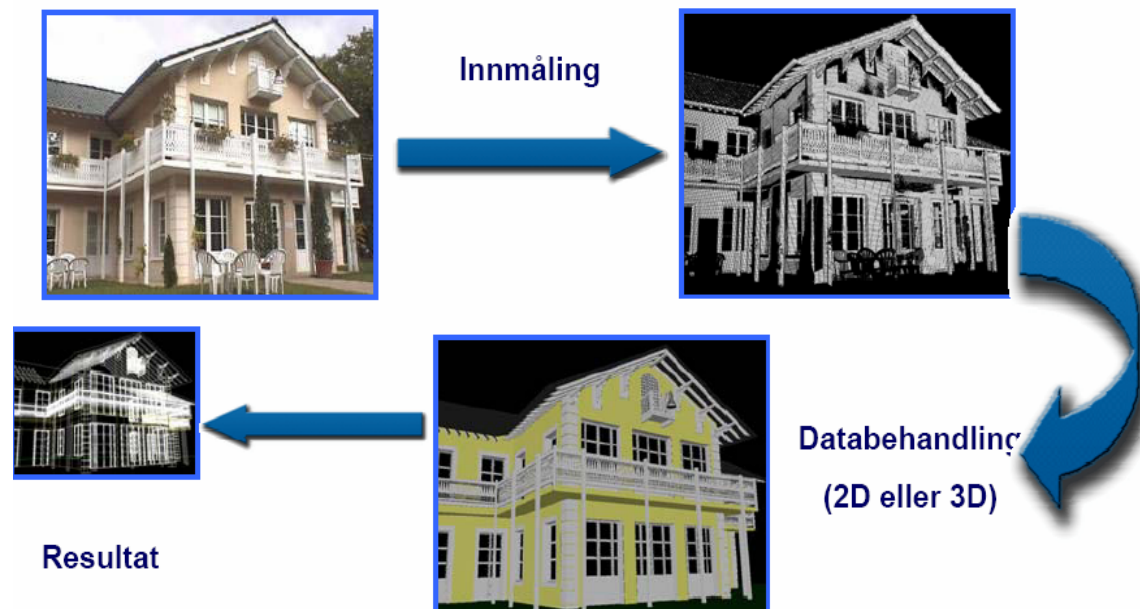 Innmåling
Databehandling
(2D eller 3D)
Resultat